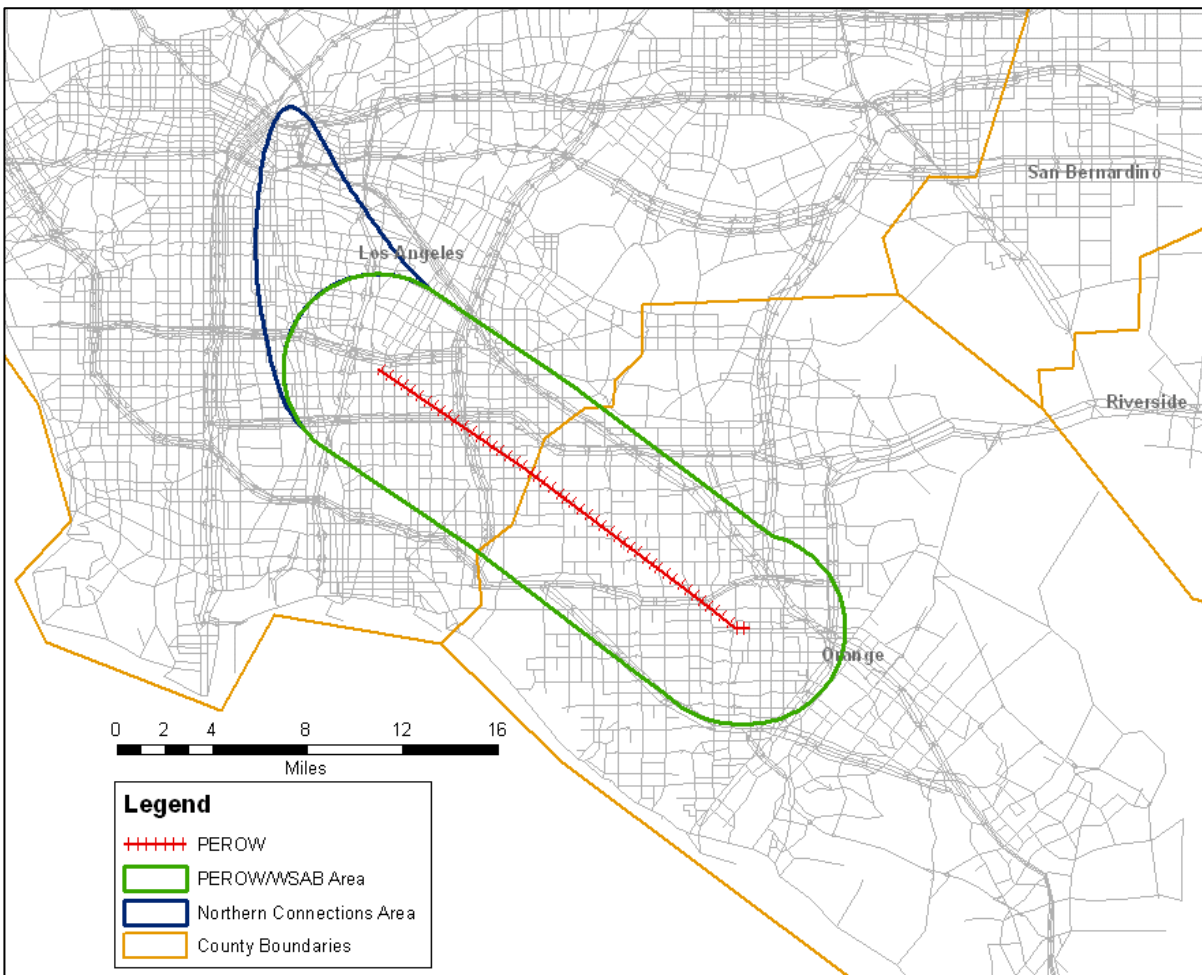 San Bernardino
Los Angeles
Riverside
Orange
0 2 4 8 12 16
Miles
Legend
PEROW
PEROW/WSAB Area
Northern Connections Area
County Boundaries